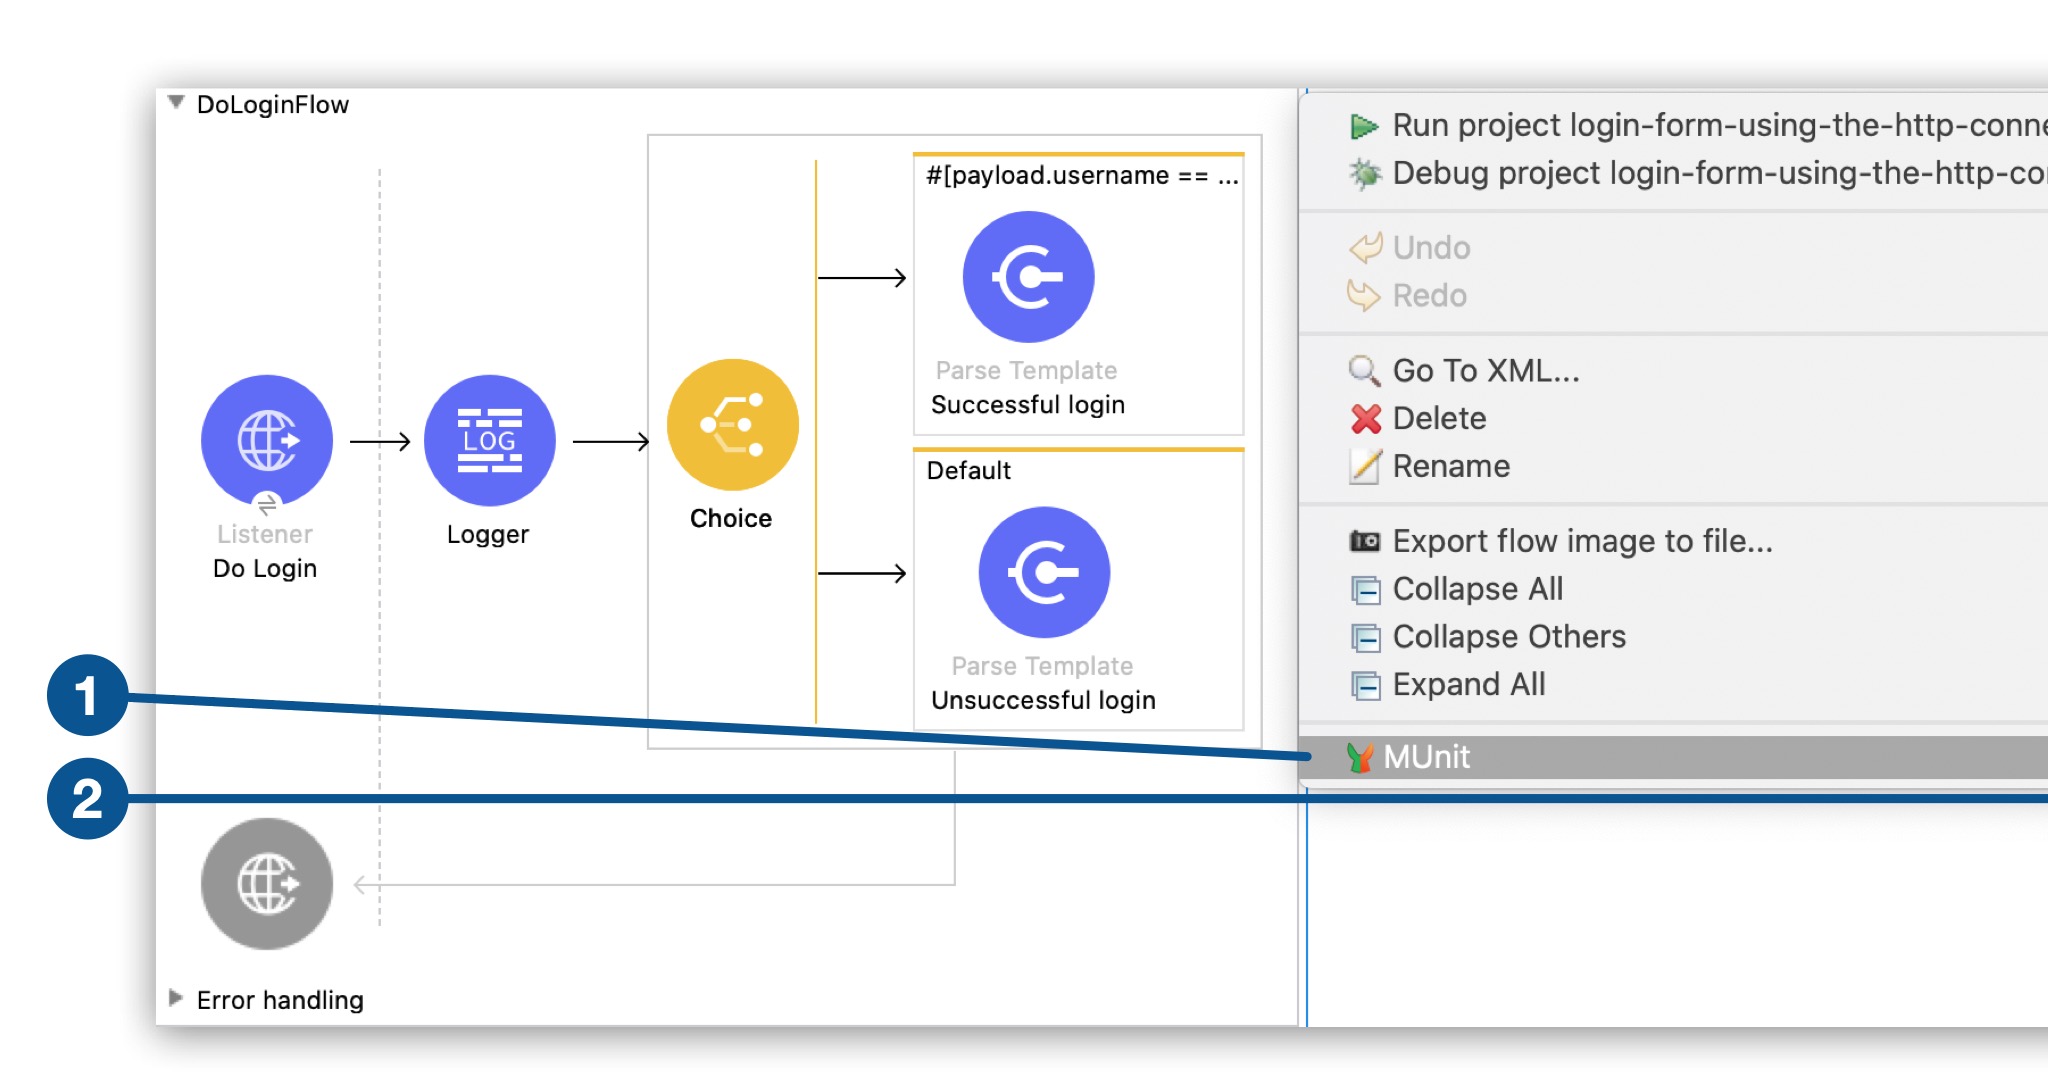 DoLoginFlow
#[payload.username == ...
Parse Template
Successful login
LOG
Listener
Do Login
Logger
Choice
Default
Parse Template
Unsuccessful login
Error handling
1
2
Run project login-form-using-the-http-conne
Debug project login-form-using-the-http-co
Undo
Redo
Go To XML...
Delete
Rename
Export flow image to file...
Collapse All
Collapse Others
Expand All
MUnit